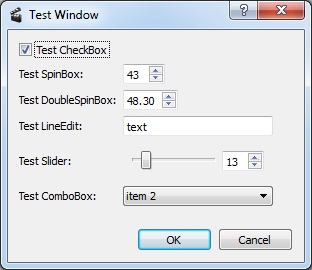 Test Window
Test CheckBox
Test SpinBox: 43
Test DoubleSpinBox: 48.30
Test LineEdit: text
Test Slider: 13
Test ComboBox: item 2
OK Cancel